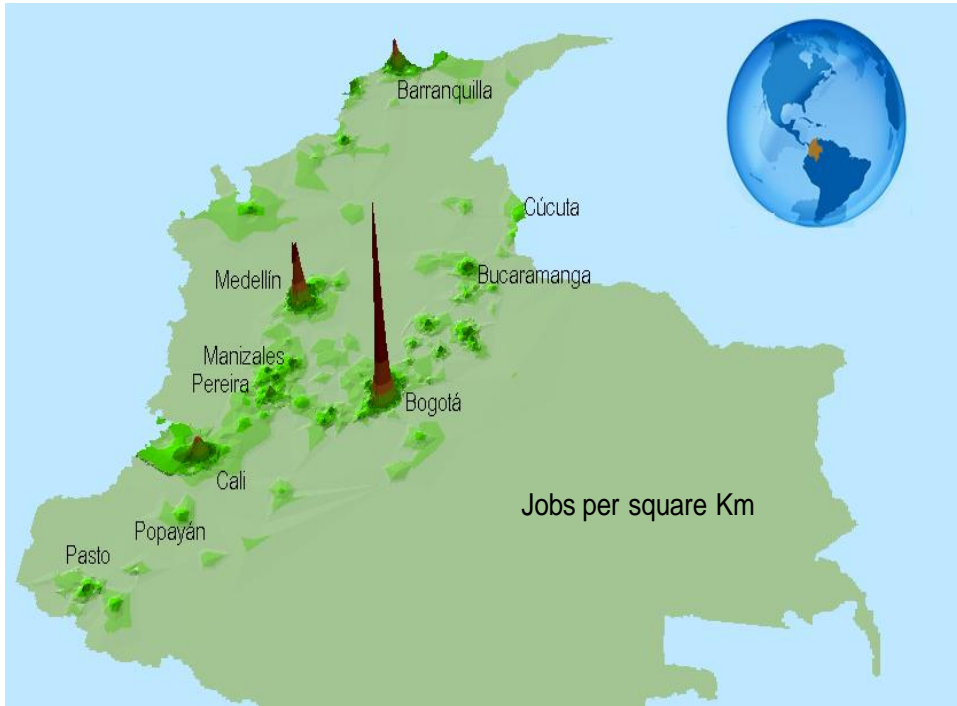 Barranquilla
Cúcuta
Medellín
Bucaramanga
Manizales
Pereira
Bogotá
Cali
Jobs per square Km
Popayán
Pasto